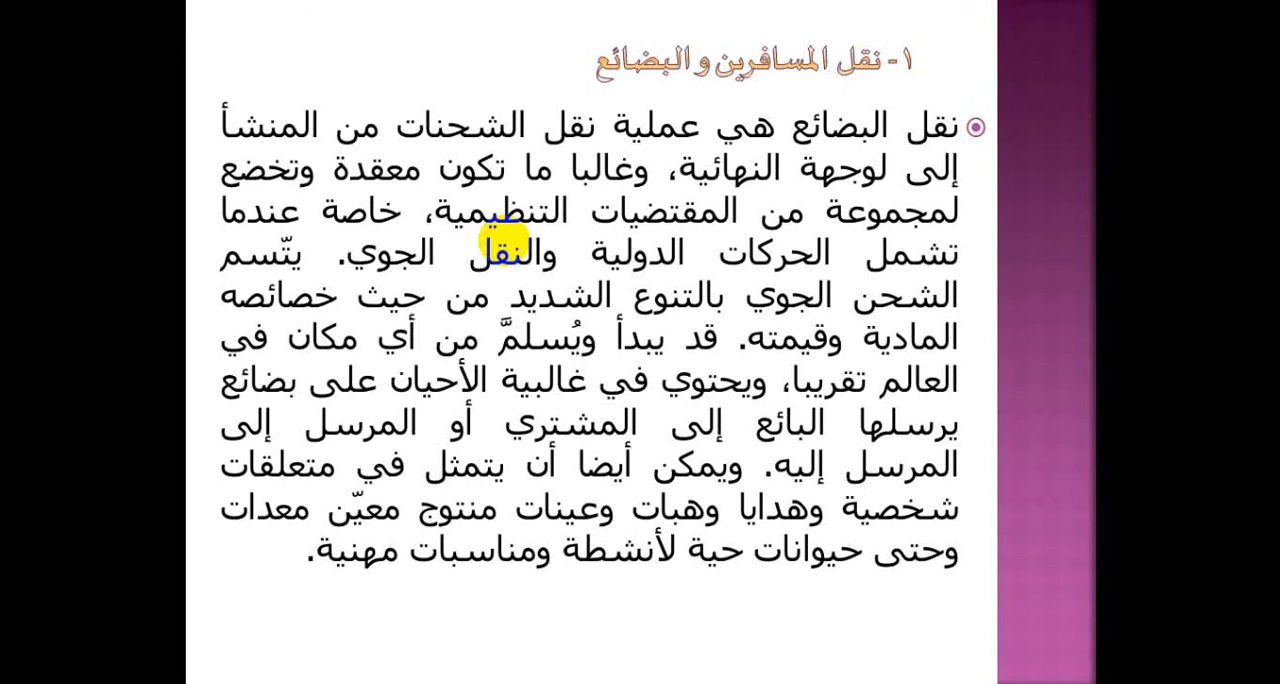 ١- نقل المسافرين و البضائع
نقل البضائع هي عملية نقل الشحنات من المنشأ
إلى لوجهة النهائية، وغالبا ما تكون معقدة وتخضع
لمجموعة من المقتضيات التنظيمية، خاصة عندما
تشمل الحركات الدولية والنقل الجوي. يتّسم
الشحن الجوي بالتنوع الشديد من حيث خصائصه
المادية وقيمته. قد يبدأ ويُسلمَّ من أي مكان في
العالم تقريبا، ويحتوي في غالبية الأحيان على بضائع
يرسلها البائع إلى المشتري أو المرسل إلى
المرسل إليه. ويمكن أيضا أن يتمثل في متعلقات
شخصية وهدايا وهبات وعينات منتوج معيّن معدات
وحتى حيوانات حية لأنشطة ومناسبات مهنية.